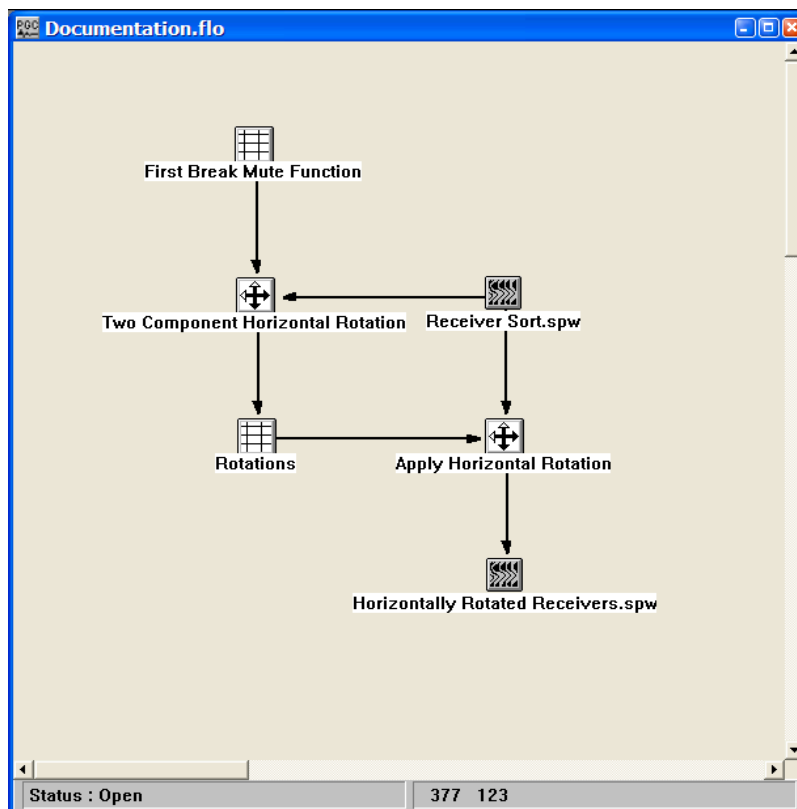 PGC
Documentation.flo
First Break Mute Function
Two Component Horizontal Rotation
Receiver Sort.spw
Rotations
Apply Horizontal Rotation
Horizontally Rotated Receivers.spw
Status : Open
377 123